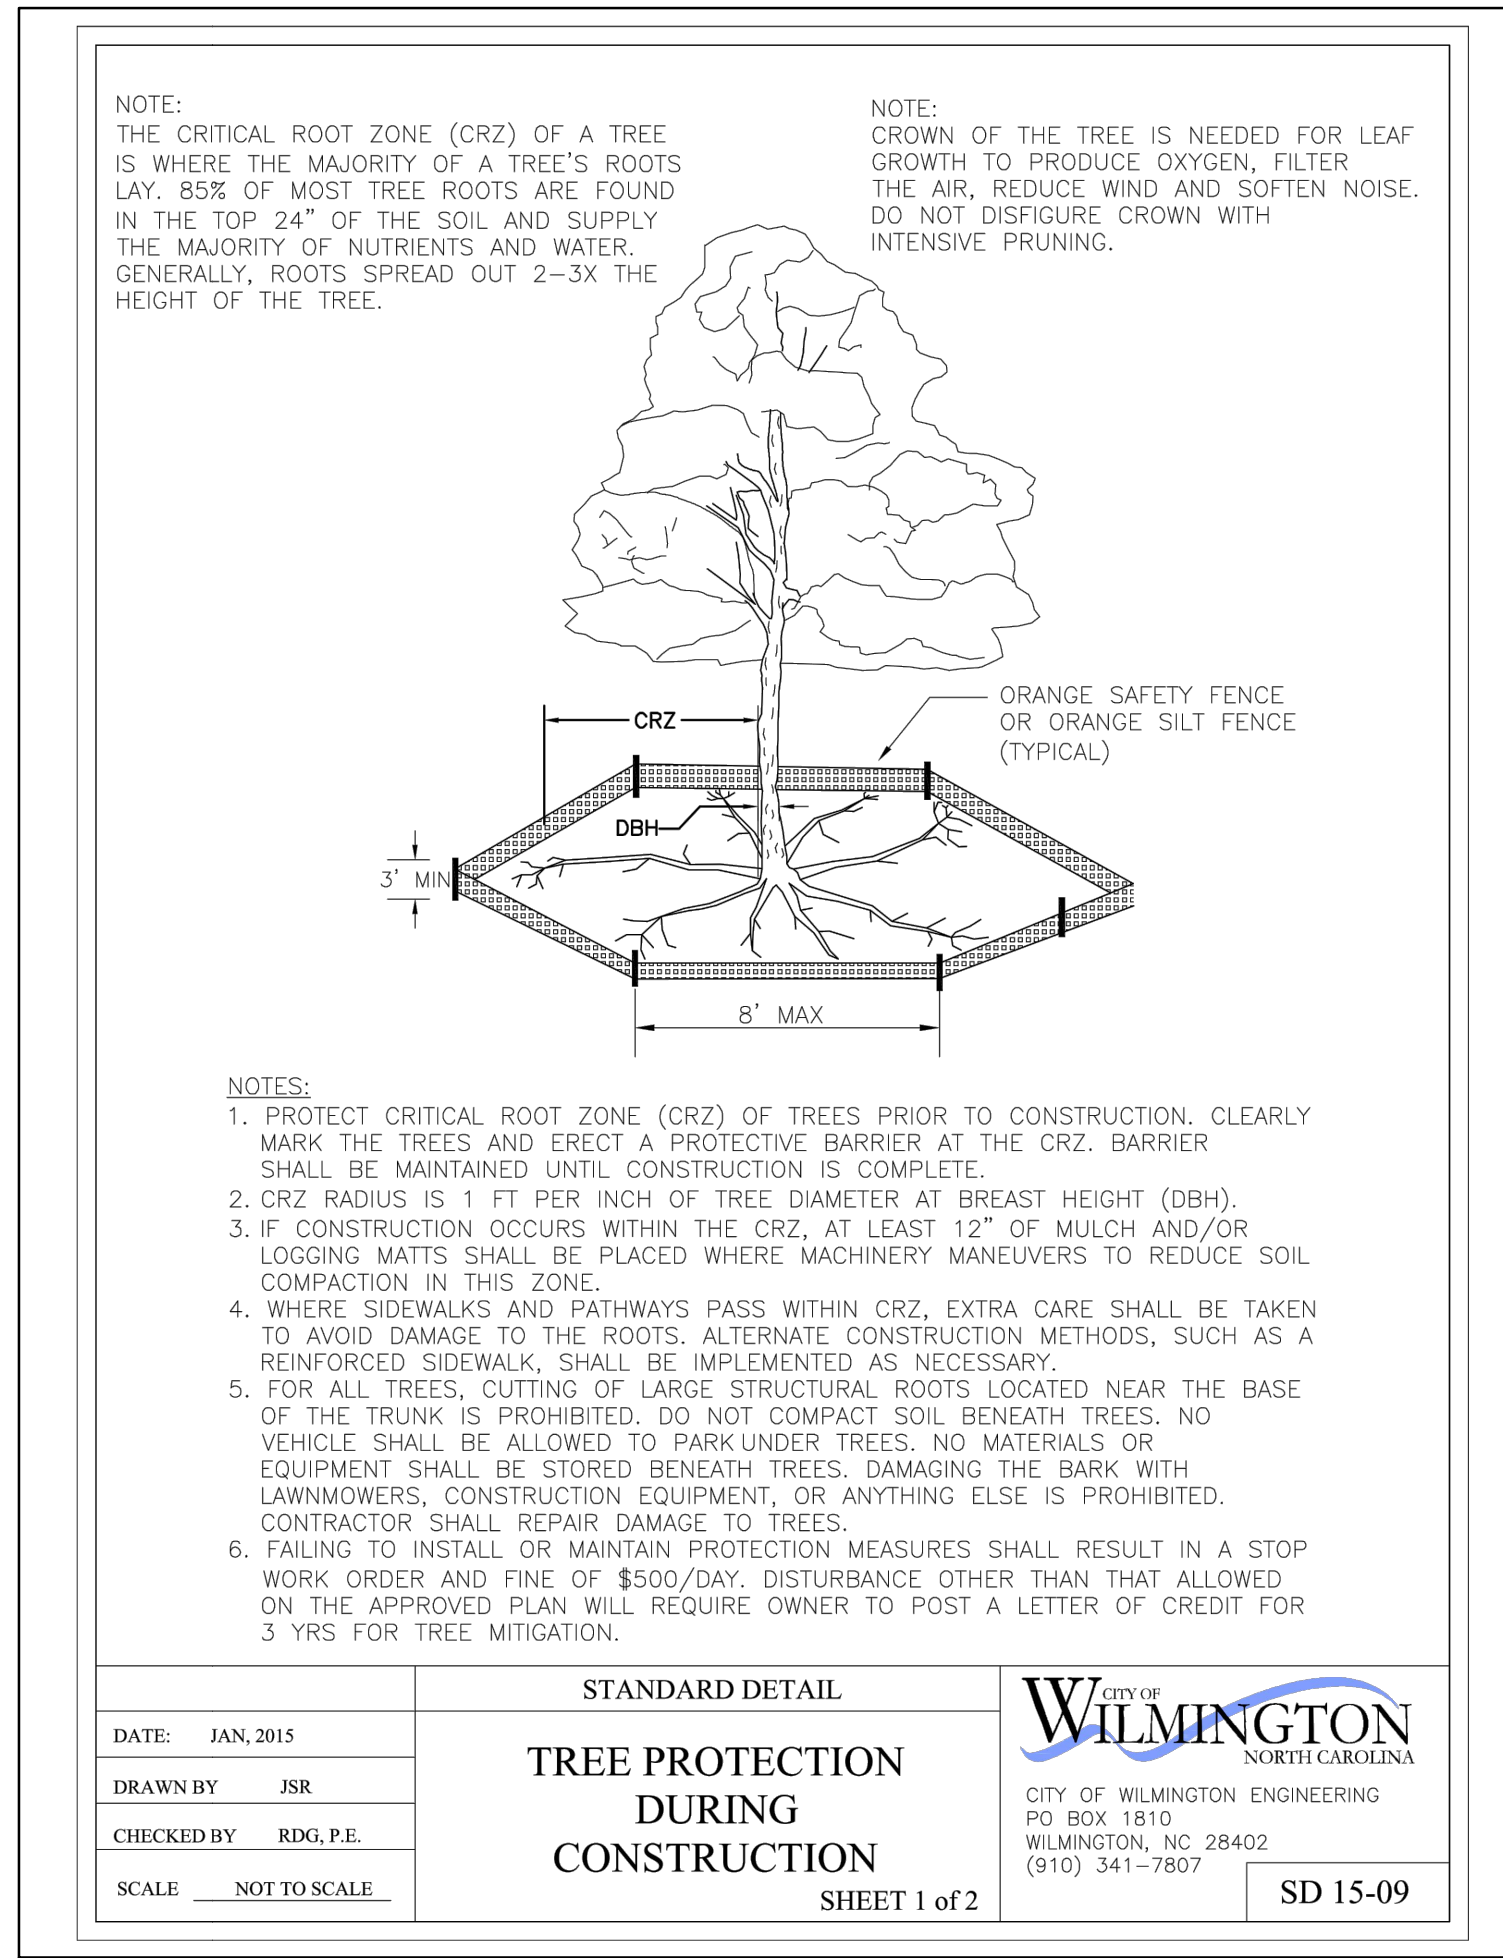 NOTE:
THE CRITICAL ROOT ZONE (CRZ) OF A TREE
IS WHERE THE MAJORITY OF A TREE'S ROOTS
LAY. 85% OF MOST TREE ROOTS ARE FOUND
IN THE TOP 24" OF THE SOIL AND SUPPLY
THE MAJORITY OF NUTRIENTS AND WATER.
GENERALLY, ROOTS SPREAD OUT 2-3X THE
HEIGHT OF THE TREE.
NOTE:
CROWN OF THE TREE IS NEEDED FOR LEAF
GROWTH TO PRODUCE OXYGEN, FILTER
THE AIR, REDUCE WIND AND SOFTEN NOISE.
DO NOT DISFIGURE CROWN WITH
INTENSIVE PRUNING.
ORANGE SAFETY FENCE
OR ORANGE SILT FENCE
(TYPICAL)
CRZ
DBH
3' MIN
8' MAX
NOTES:
1. PROTECT CRITICAL ROOT ZONE (CRZ) OF TREES PRIOR TO CONSTRUCTION. CLEARLY
MARK THE TREES AND ERECT A PROTECTIVE BARRIER AT THE CRZ. BARRIER
SHALL BE MAINTAINED UNTIL CONSTRUCTION IS COMPLETE.
2. CRZ RADIUS IS 1 FT PER INCH OF TREE DIAMETER AT BREAST HEIGHT (DBH).
3. IF CONSTRUCTION OCCURS WITHIN THE CRZ, AT LEAST 12" OF MULCH AND/OR
LOGGING MATTS SHALL BE PLACED WHERE MACHINERY MANEUVERS TO REDUCE SOIL
COMPACTION IN THIS ZONE.
4. WHERE SIDEWALKS AND PATHWAYS PASS WITHIN CRZ, EXTRA CARE SHALL BE TAKEN
TO AVOID DAMAGE TO THE ROOTS. ALTERNATE CONSTRUCTION METHODS, SUCH AS A
REINFORCED SIDEWALK, SHALL BE IMPLEMENTED AS NECESSARY.
5. FOR ALL TREES, CUTTING OF LARGE STRUCTURAL ROOTS LOCATED NEAR THE BASE
OF THE TRUNK IS PROHIBITED. DO NOT COMPACT SOIL BENEATH TREES. NO
VEHICLE SHALL BE ALLOWED TO PARK UNDER TREES. NO MATERIALS OR
EQUIPMENT SHALL BE STORED BENEATH TREES. DAMAGING THE BARK WITH
LAWNMOWERS, CONSTRUCTION EQUIPMENT, OR ANYTHING ELSE IS PROHIBITED.
CONTRACTOR SHALL REPAIR DAMAGE TO TREES.
6. FAILING TO INSTALL OR MAINTAIN PROTECTION MEASURES SHALL RESULT IN A STOP
WORK ORDER AND FINE OF $500/DAY. DISTURBANCE OTHER THAN THAT ALLOWED
ON THE APPROVED PLAN WILL REQUIRE OWNER TO POST A LETTER OF CREDIT FOR
3 YRS FOR TREE MITIGATION.
DATE: JAN, 2015
DRAWN BY JSR
CHECKED BY RDG, P.E.
SCALE NOT TO SCALE
STANDARD DETAIL
TREE PROTECTION
DURING
CONSTRUCTION
SHEET 1 of 2
CITY OF
WILMINGTON
NORTH CAROLINA
CITY OF WILMINGTON ENGINEERING
PO BOX 1810
WILMINGTON, NC 28402
(910) 341-7807
SD 15-09